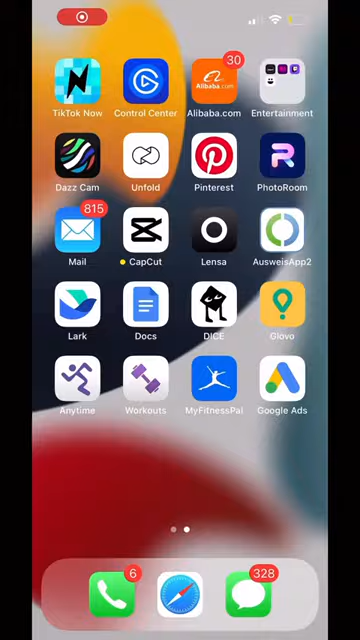 30
TikTok Now Control Center Alibaba.com Entertainment
Dazz Cam Unfold Pinterest PhotoRoom
815
Mail CapCut Lensa AusweisApp2
Lark Docs DICE Glovo
Anytime Workouts MyFitnessPal Google Ads
6 328